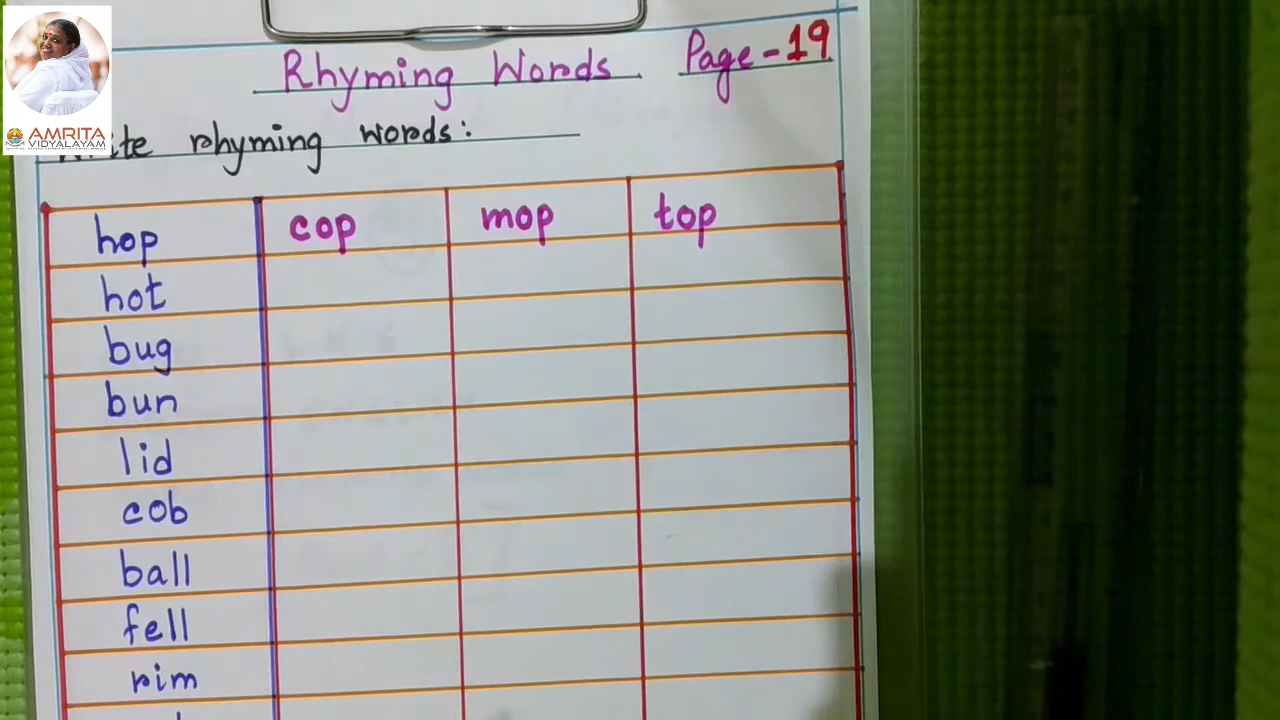 Rhyming Words Page-19
rhyming words:
hop cop mop top
hot
bug
bun
lid
cob
ball
fell
rim
AMRITA
VIDYALAYAM